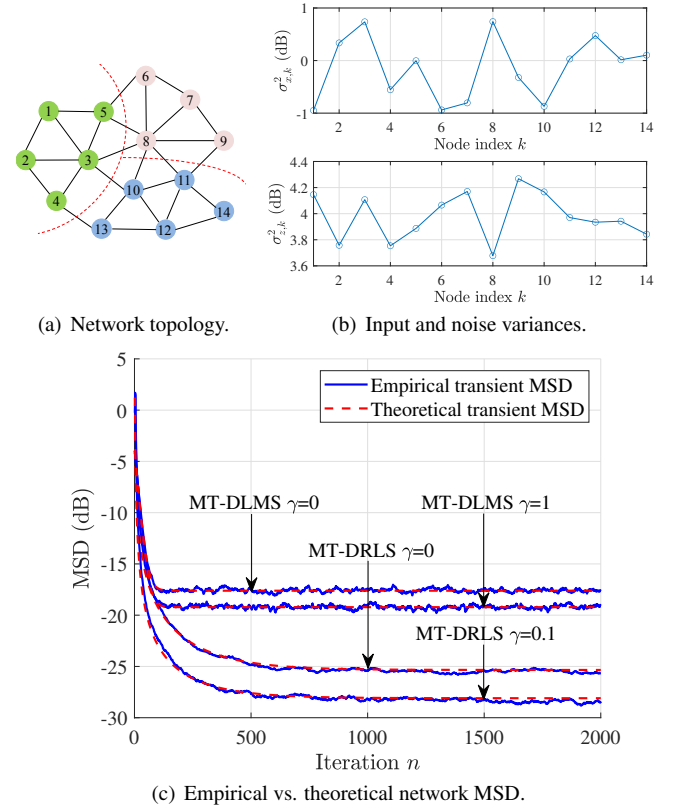 6
7
1
5
8
9
2
3
11
10
4
14
13
12
σ²x,k (dB)
1
0
-1
2 4 6 8 10 12 14
Node index k
σ²z,k (dB)
4.4
4.2
4
3.8
3.6
2 4 6 8 10 12 14
Node index k
(a) Network topology.
(b) Input and noise variances.
MSD (dB)
5
0
-5
-10
-15
-20
-25
-30
Empirical transient MSD
Theoretical transient MSD
MT-DLMS γ=0
MT-DLMS γ=1
MT-DRLS γ=0
MT-DRLS γ=0.1
0 500 1000 1500 2000
Iteration n
(c) Empirical vs. theoretical network MSD.